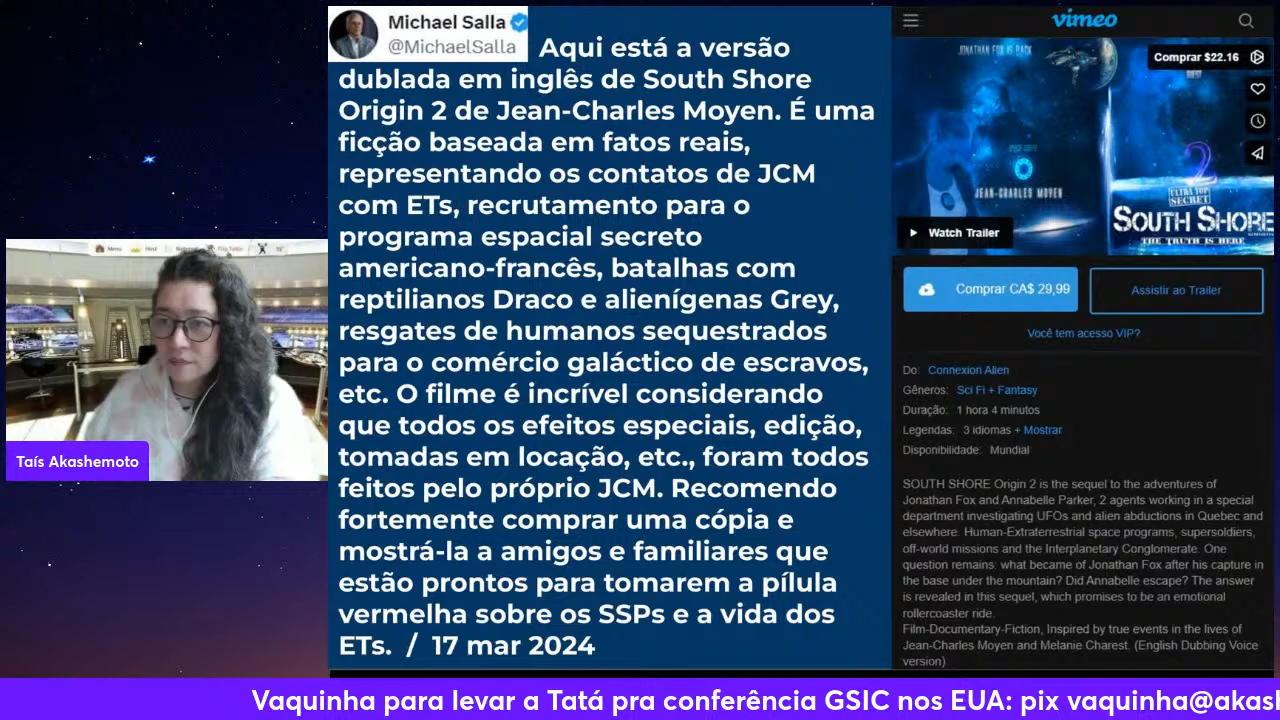 Michael Salla
@MichaelSalla
Aqui está a versão
dublada em inglês de South Shore
Origin 2 de Jean-Charles Moyen. É uma
ficção baseada em fatos reais,
representando os contatos de JCM
com ETs, recrutamento para o
programa espacial secreto
americano-francês, batalhas com
reptilianos Draco e alienígenas Grey,
resgates de humanos sequestrados
para o comércio galáctico de escravos,
etc. O filme é incrível considerando
que todos os efeitos especiais, edição,
tomadas em locação, etc., foram todos
feitos pelo próprio JCM. Recomendo
fortemente comprar uma cópia e
mostrá-la a amigos e familiares que
estão prontos para tomarem a pílula
vermelha sobre os SSPs e a vida dos
ETs. / 17 mar 2024
vimeo
JONATHAN FOX IS BACK
Comprar $22.16
JEAN-CHARLES MOYEN
2
ULTRA TOP
SECRET
SOUTH SHORE
THE TRUTH IS HERE
Watch Trailer
Comprar CA$ 29,99
Assistir ao Trailer
Você tem acesso VIP?
Do: Connexion Alien
Gêneros: Sci Fi + Fantasy
Duração: 1 hora 4 minutos
Legendas: 3 idiomas + Mostrar
Disponibilidade: Mundial
SOUTH SHORE Origin 2 is the sequel to the adventures of
Jonathan Fox and Annabelle Parker, 2 agents working in a special
department investigating UFOs and alien abductions in Quebec and
elsewhere. Human-Extraterrestrial space programs, supersoldiers,
off-world missions and the Interplanetary Conglomerate. One
question remains: what became of Jonathan Fox after his capture in
the base under the mountain? Did Annabelle escape? The answer
is revealed in this sequel, which promises to be an emotional
rollercoaster ride.
Film-Documentary-Fiction, Inspired by true events in the lives of
Jean-Charles Moyen and Melanie Charest. (English Dubbing Voice
version)
Menu
Taís Akashemoto
Vaquinha para levar a Tatá pra conferência GSIC nos EUA: pix vaquinha@akash